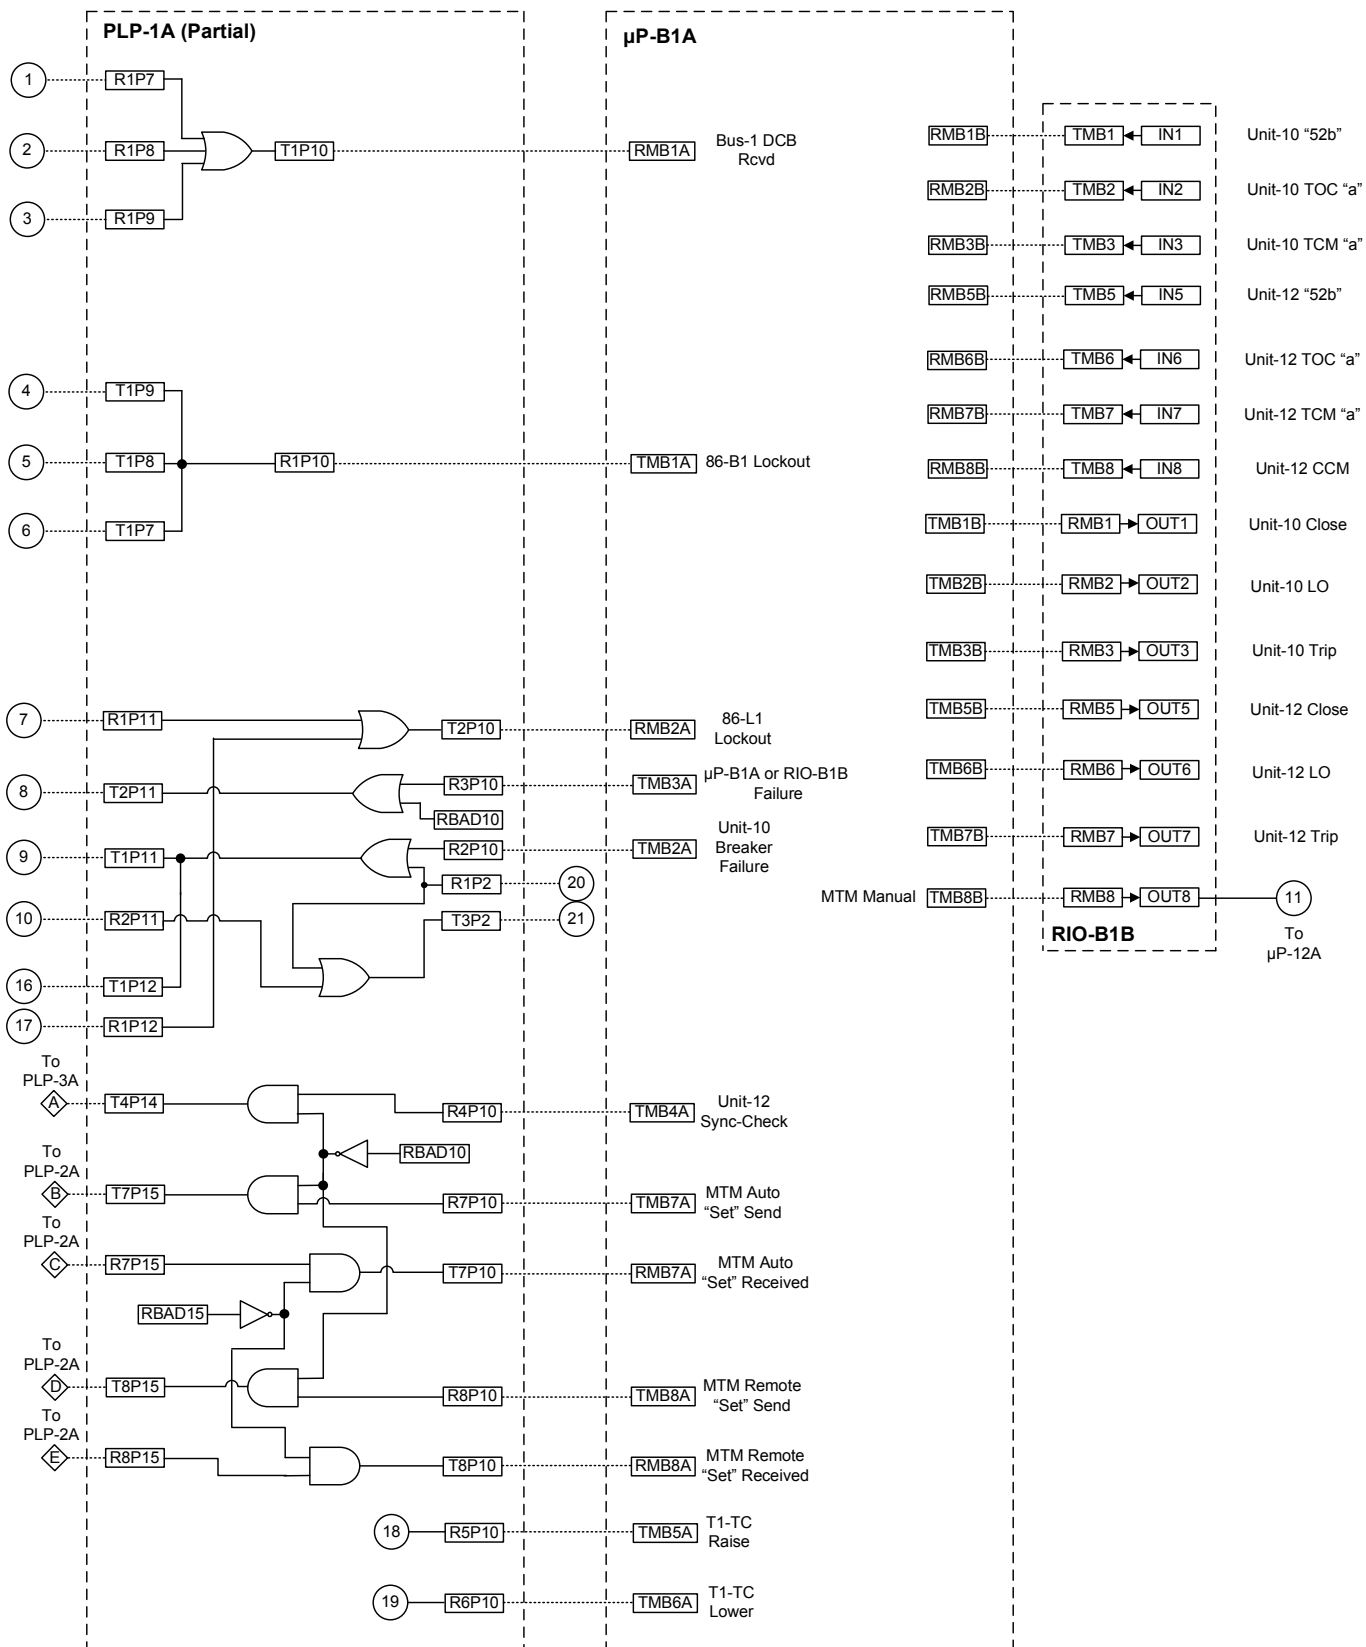 PLP-1A (Partial)
µP-B1A
1
R1P7
2
R1P8
T1P10
RMB1A
Bus-1 DCB
Rcvd
3
R1P9
4
T1P9
5
T1P8
R1P10
TMB1A
86-B1 Lockout
6
T1P7
7
R1P11
T2P10
RMB2A
86-L1
Lockout
8
T2P11
R3P10
TMB3A
µP-B1A or RIO-B1B
Failure
RBAD10
9
T1P11
R2P10
TMB2A
Unit-10
Breaker
Failure
R1P2
20
10
R2P11
T3P2
21
16
T1P12
17
R1P12
To
PLP-3A
A
T4P14
R4P10
TMB4A
Unit-12
Sync-Check
RBAD10
To
PLP-2A
B
T7P15
R7P10
TMB7A
MTM Auto
“Set” Send
To
PLP-2A
C
R7P15
T7P10
RMB7A
MTM Auto
“Set” Received
RBAD15
To
PLP-2A
D
T8P15
R8P10
TMB8A
MTM Remote
“Set” Send
To
PLP-2A
E
R8P15
T8P10
RMB8A
MTM Remote
“Set” Received
18
R5P10
TMB5A
T1-TC
Raise
19
R6P10
TMB6A
T1-TC
Lower
RMB1B
TMB1
IN1
Unit-10 “52b”
RMB2B
TMB2
IN2
Unit-10 TOC “a”
RMB3B
TMB3
IN3
Unit-10 TCM “a”
RMB5B
TMB5
IN5
Unit-12 “52b”
RMB6B
TMB6
IN6
Unit-12 TOC “a”
RMB7B
TMB7
IN7
Unit-12 TCM “a”
RMB8B
TMB8
IN8
Unit-12 CCM
TMB1B
RMB1
OUT1
Unit-10 Close
TMB2B
RMB2
OUT2
Unit-10 LO
TMB3B
RMB3
OUT3
Unit-10 Trip
TMB5B
RMB5
OUT5
Unit-12 Close
TMB6B
RMB6
OUT6
Unit-12 LO
TMB7B
RMB7
OUT7
Unit-12 Trip
MTM Manual
TMB8B
RMB8
OUT8
11
To
µP-12A
RIO-B1B